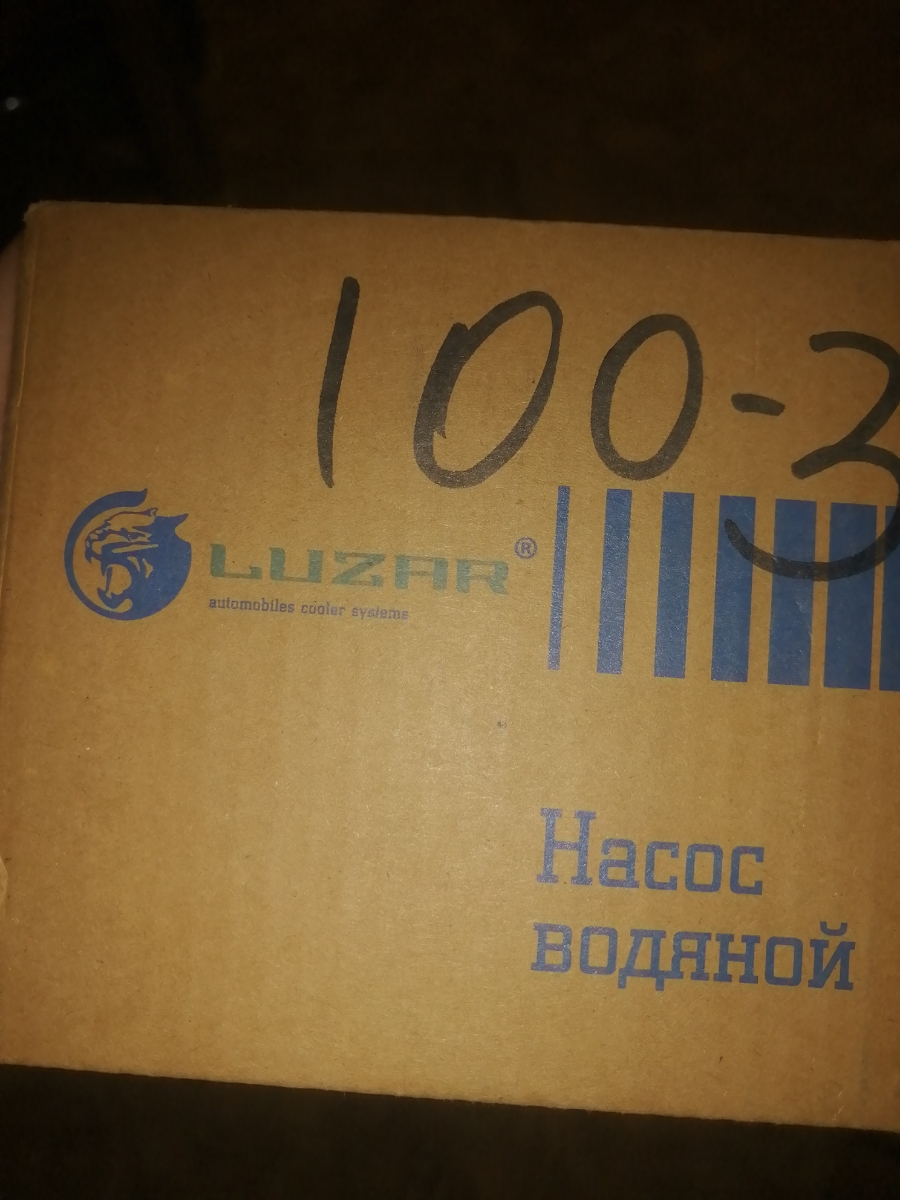 100-3
LUZAR®
automobiles cooler systems
Насос
водяной